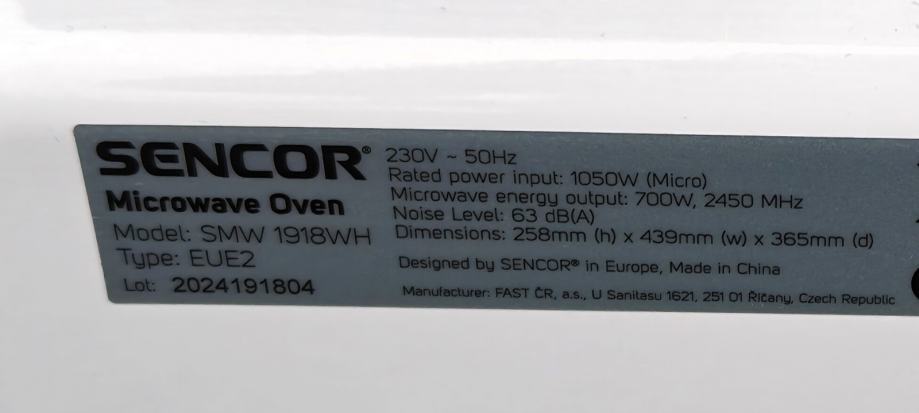 SENCOR®
Microwave Oven
Model: SMW 1918WH
Type: EUE2
Lot: 2024191804
230V ~ 50Hz
Rated power input: 1050W (Micro)
Microwave energy output: 700W, 2450 MHz
Noise Level: 63 dB(A)
Dimensions: 258mm (h) x 439mm (w) x 365mm (d)
Designed by SENCOR® in Europe, Made in China
Manufacturer: FAST ČR, a.s., U Sanitasu 1621, 251 01 Říčany, Czech Republic